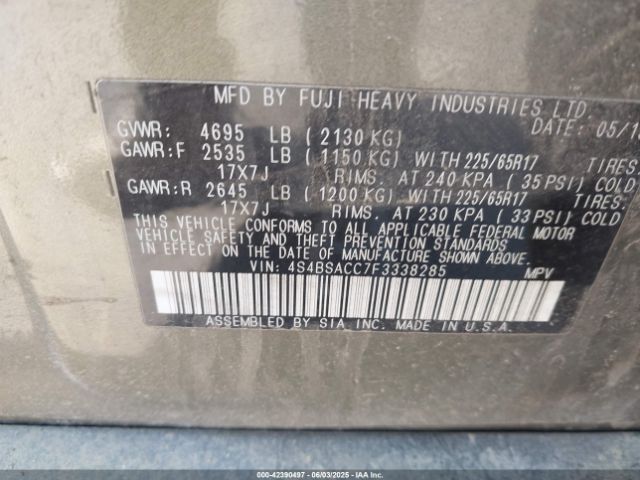 MFD BY FUJI HEAVY INDUSTRIES LTD.
DATE: 05/1
GVWR: 4695 LB ( 2130 KG)
GAWR:F 2535 LB ( 1150 KG) WITH 225/65R17 TIRES.
17X7J RIMS. AT 240 KPA ( 35 PSI) COLD
GAWR:R 2645 LB ( 1200 KG) WITH 225/65R17 TIRES.
17X7J RIMS. AT 230 KPA ( 33 PSI) COLD
THIS VEHICLE CONFORMS TO ALL APPLICABLE FEDERAL MOTOR
VEHICLE SAFETY, BUMPER, AND THEFT PREVENTION
STANDARDS IN EFFECT ON THE DATE OF MANUFACTURE SHOWN ABOVE.
VIN: 4S4BSACC7F3338285 MPV
ASSEMBLED BY SIA, INC. MADE IN U.S.A.
000-42390497 06/03/2025 IAAI.COM